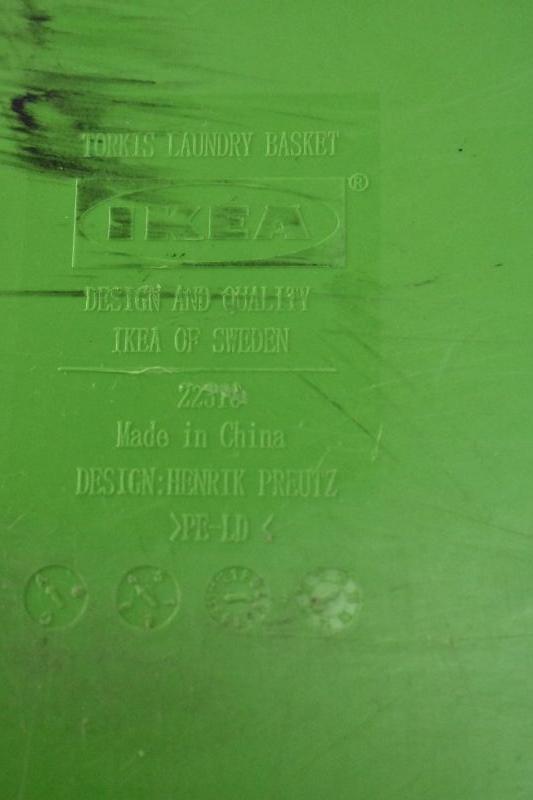 TORKIS LAUNDRY BASKET
IKEA®
DESIGN AND QUALITY
IKEA OF SWEDEN
Made in China
DESIGN:HENRIK PREUTZ
>PE-LD<